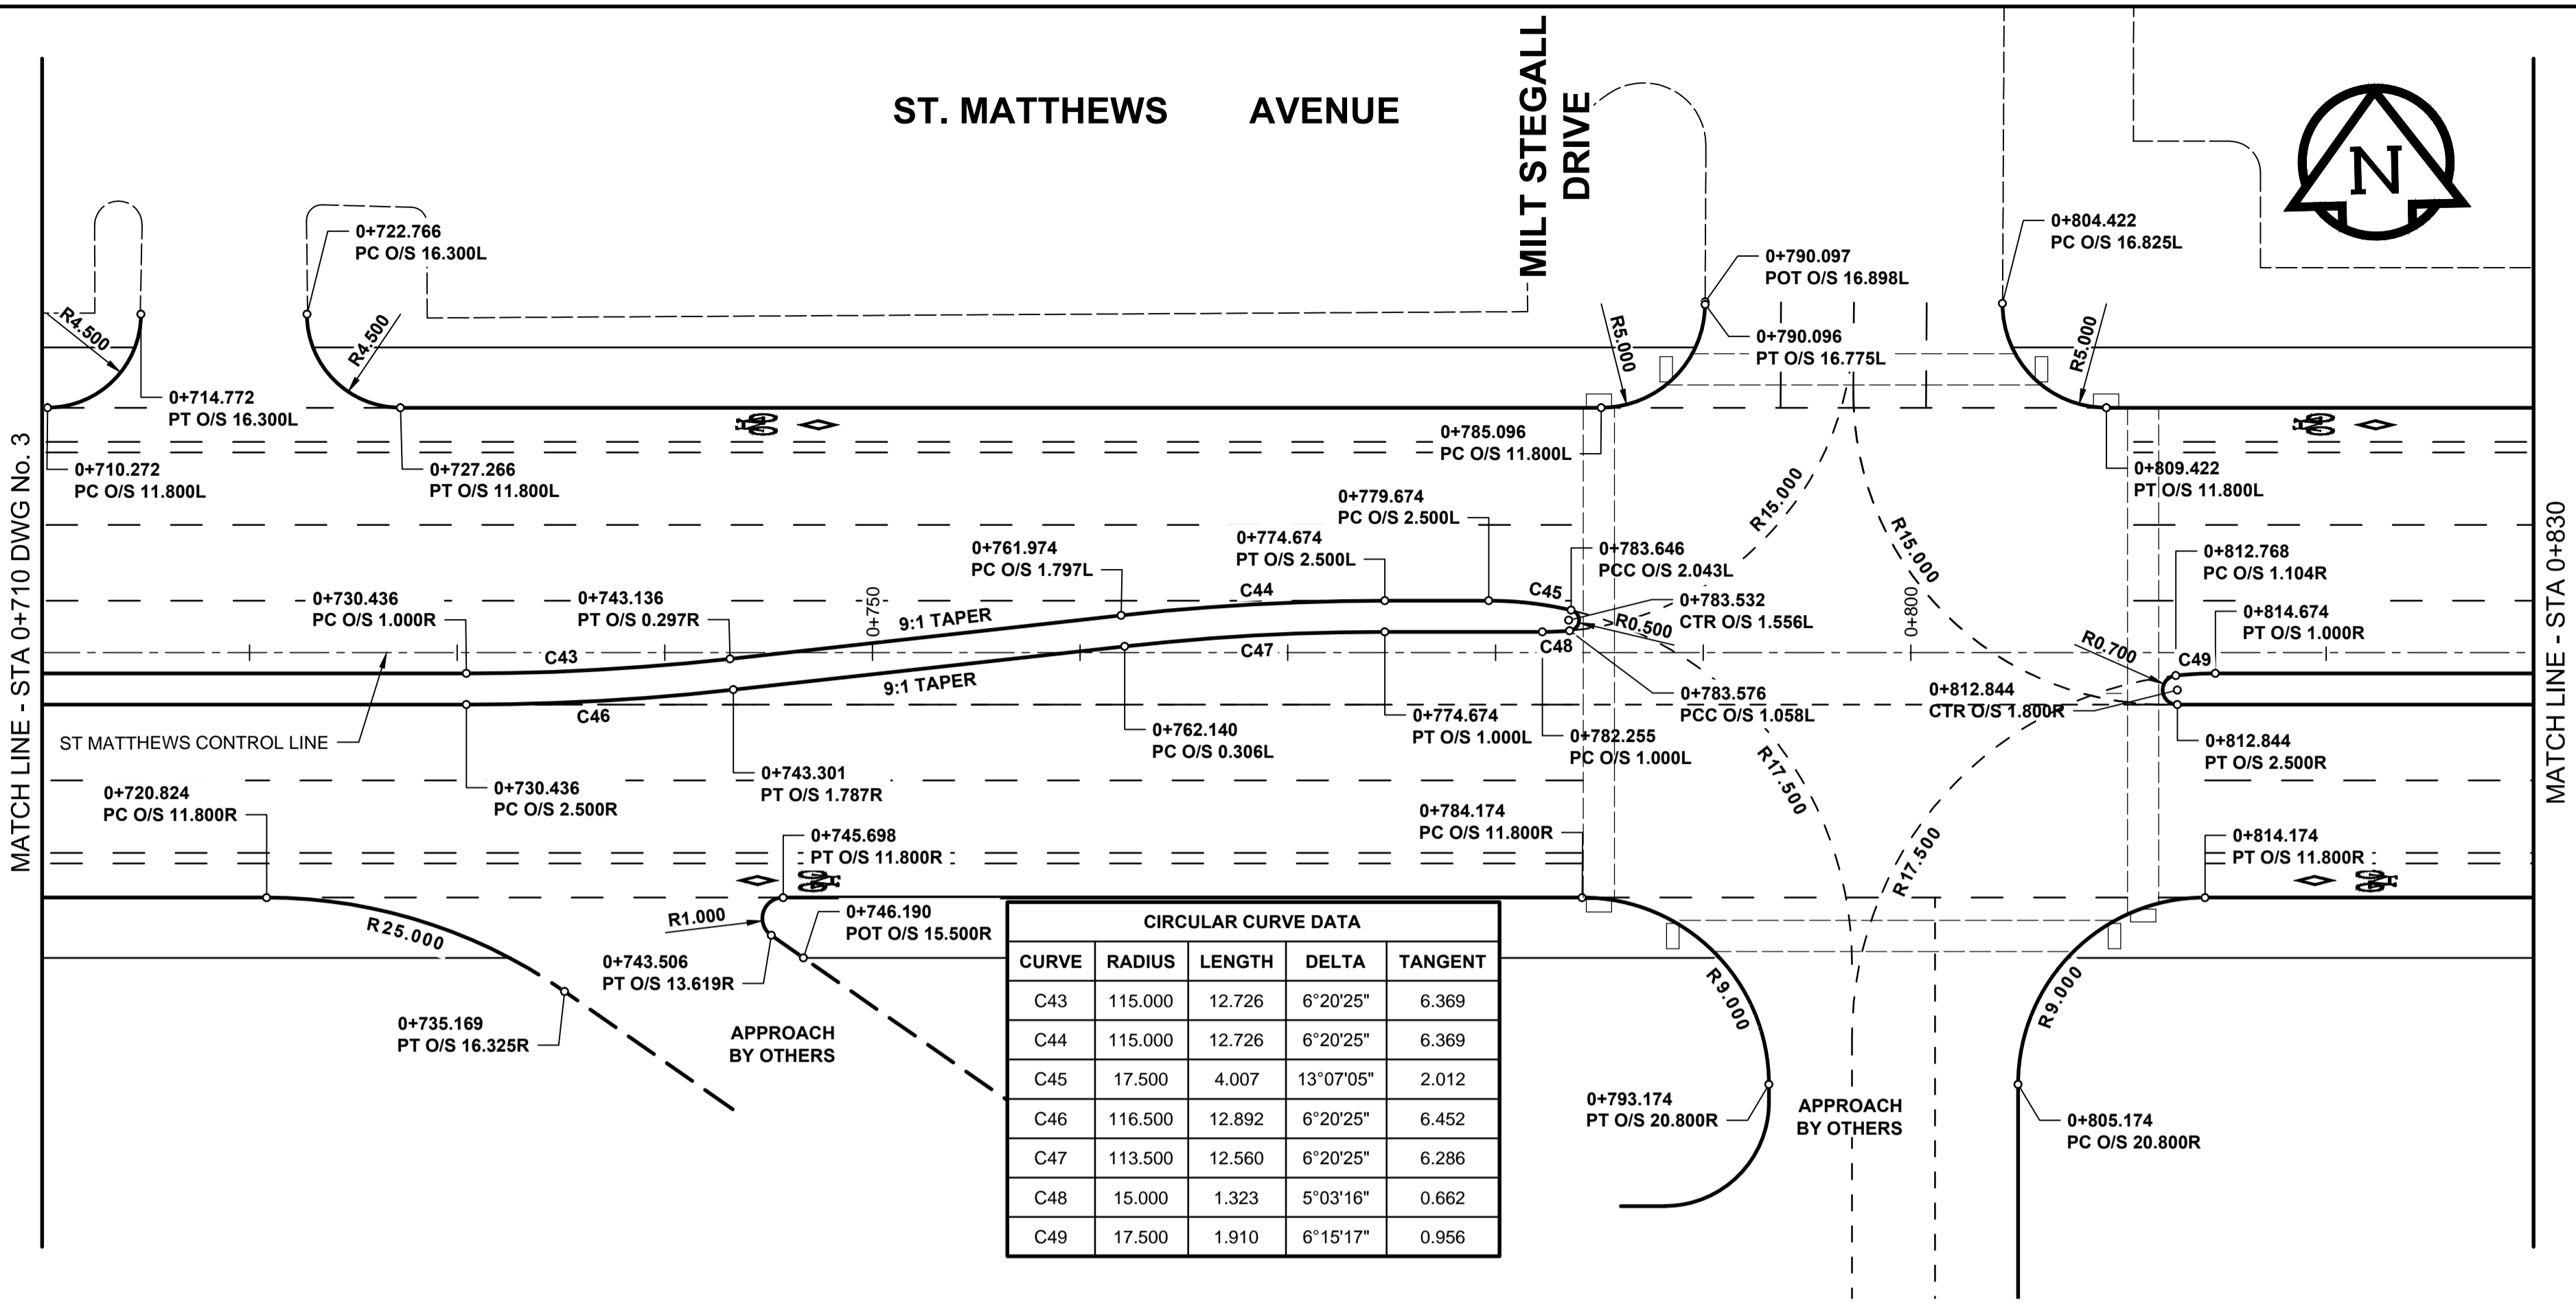 ST. MATTHEWS AVENUE
MILT STEGALL
DRIVE
N
MATCH LINE - STA 0+710 DWG No. 3
MATCH LINE - STA 0+830
0+722.766
PC O/S 16.300L
R4.500
R4.500
0+714.772
PT O/S 16.300L
0+710.272
PC O/S 11.800L
0+727.266
PT O/S 11.800L
0+790.097
POT O/S 16.898L
0+790.096
PT O/S 16.775L
0+804.422
PC O/S 16.825L
R5.000
R5.000
0+785.096
PC O/S 11.800L
0+809.422
PT O/S 11.800L
0+779.674
PC O/S 2.500L
0+774.674
PT O/S 2.500L
0+761.974
PC O/S 1.797L
0+783.646
PCC O/S 2.043L
R15.000
R15.000
0+812.768
PC O/S 1.104R
0+730.436
PC O/S 1.000R
0+743.136
PT O/S 0.297R
0+750
0+800
9:1 TAPER
C44
C45
0+783.532
CTR O/S 1.556L
R0.500
0+814.674
PT O/S 1.000R
R0.700
C49
C43
C47
C48
9:1 TAPER
C46
ST MATTHEWS CONTROL LINE
0+783.576
PCC O/S 1.058L
0+812.844
CTR O/S 1.800R
0+762.140
PC O/S 0.306L
0+774.674
PT O/S 1.000L
0+782.255
PC O/S 1.000L
0+812.844
PT O/S 2.500R
0+743.301
PT O/S 1.787R
0+730.436
PC O/S 2.500R
0+720.824
PC O/S 11.800R
0+745.698
PT O/S 11.800R
0+784.174
PC O/S 11.800R
R17.500
R17.500
0+814.174
PT O/S 11.800R
R25.000
R1.000
0+746.190
POT O/S 15.500R
0+743.506
PT O/S 13.619R
0+735.169
PT O/S 16.325R
APPROACH
BY OTHERS
CIRCULAR CURVE DATA
CURVE RADIUS LENGTH DELTA TANGENT
C43 115.000 12.726 6°20'25" 6.369
C44 115.000 12.726 6°20'25" 6.369
C45 17.500 4.007 13°07'05" 2.012
C46 116.500 12.892 6°20'25" 6.452
C47 113.500 12.560 6°20'25" 6.286
C48 15.000 1.323 5°03'16" 0.662
C49 17.500 1.910 6°15'17" 0.956
R9.000
R9.000
0+793.174
PT O/S 20.800R
APPROACH
BY OTHERS
0+805.174
PC O/S 20.800R